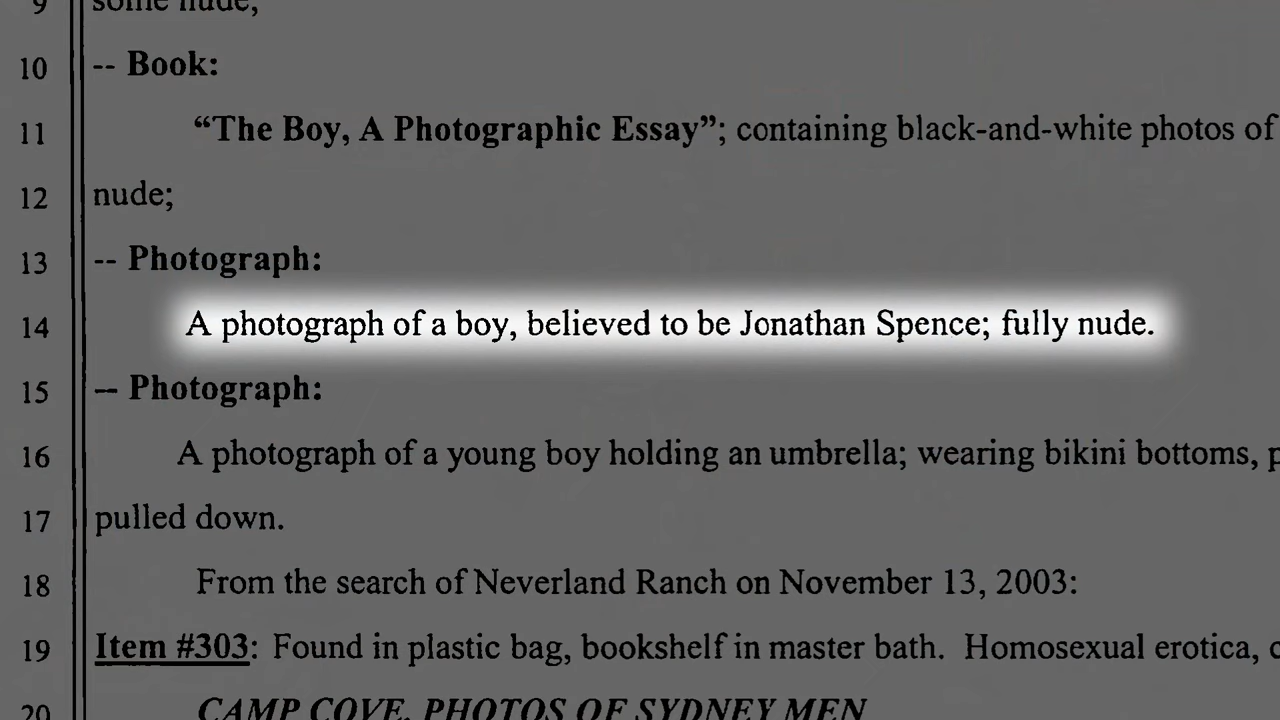 9 some nude;
10 -- Book:
11 “The Boy, A Photographic Essay”; containing black-and-white photos of
12 nude;
13 -- Photograph:
14 A photograph of a boy, believed to be Jonathan Spence; fully nude.
15 -- Photograph:
16 A photograph of a young boy holding an umbrella; wearing bikini bottoms,
17 pulled down.
18 From the search of Neverland Ranch on November 13, 2003:
19 Item #303: Found in plastic bag, bookshelf in master bath. Homosexual erotica,
20 CAMP COVE, PHOTOS OF SYDNEY MEN